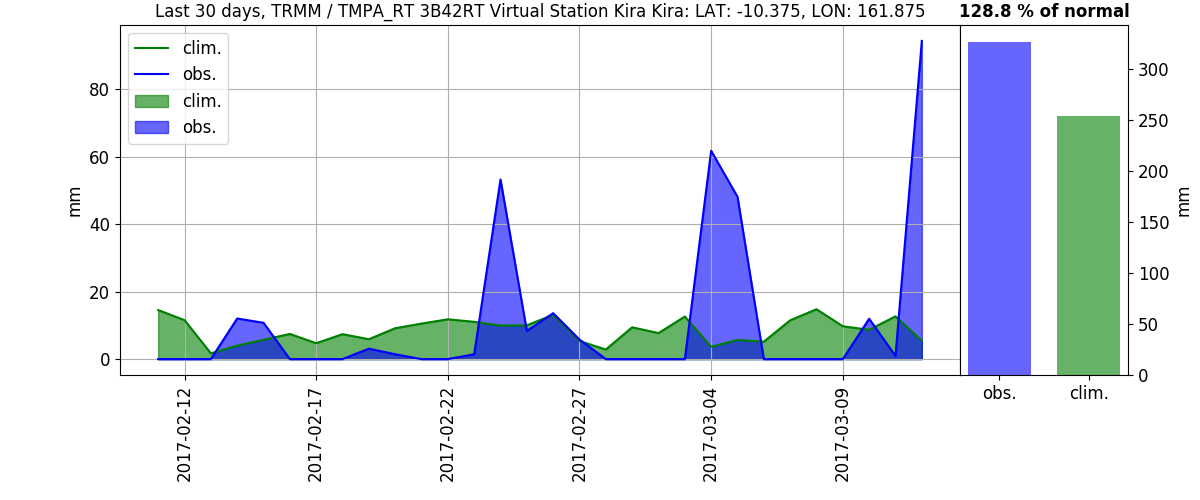 Last 30 days, TRMM / TMPA_RT 3B42RT Virtual Station Kira Kira: LAT: -10.375, LON: 161.875
128.8 % of normal
clim.
obs.
clim.
obs.
80
60
40
20
0
mm
2017-02-12
2017-02-17
2017-02-22
2017-02-27
2017-03-04
2017-03-09
300
250
200
150
100
50
0
mm
obs.
clim.